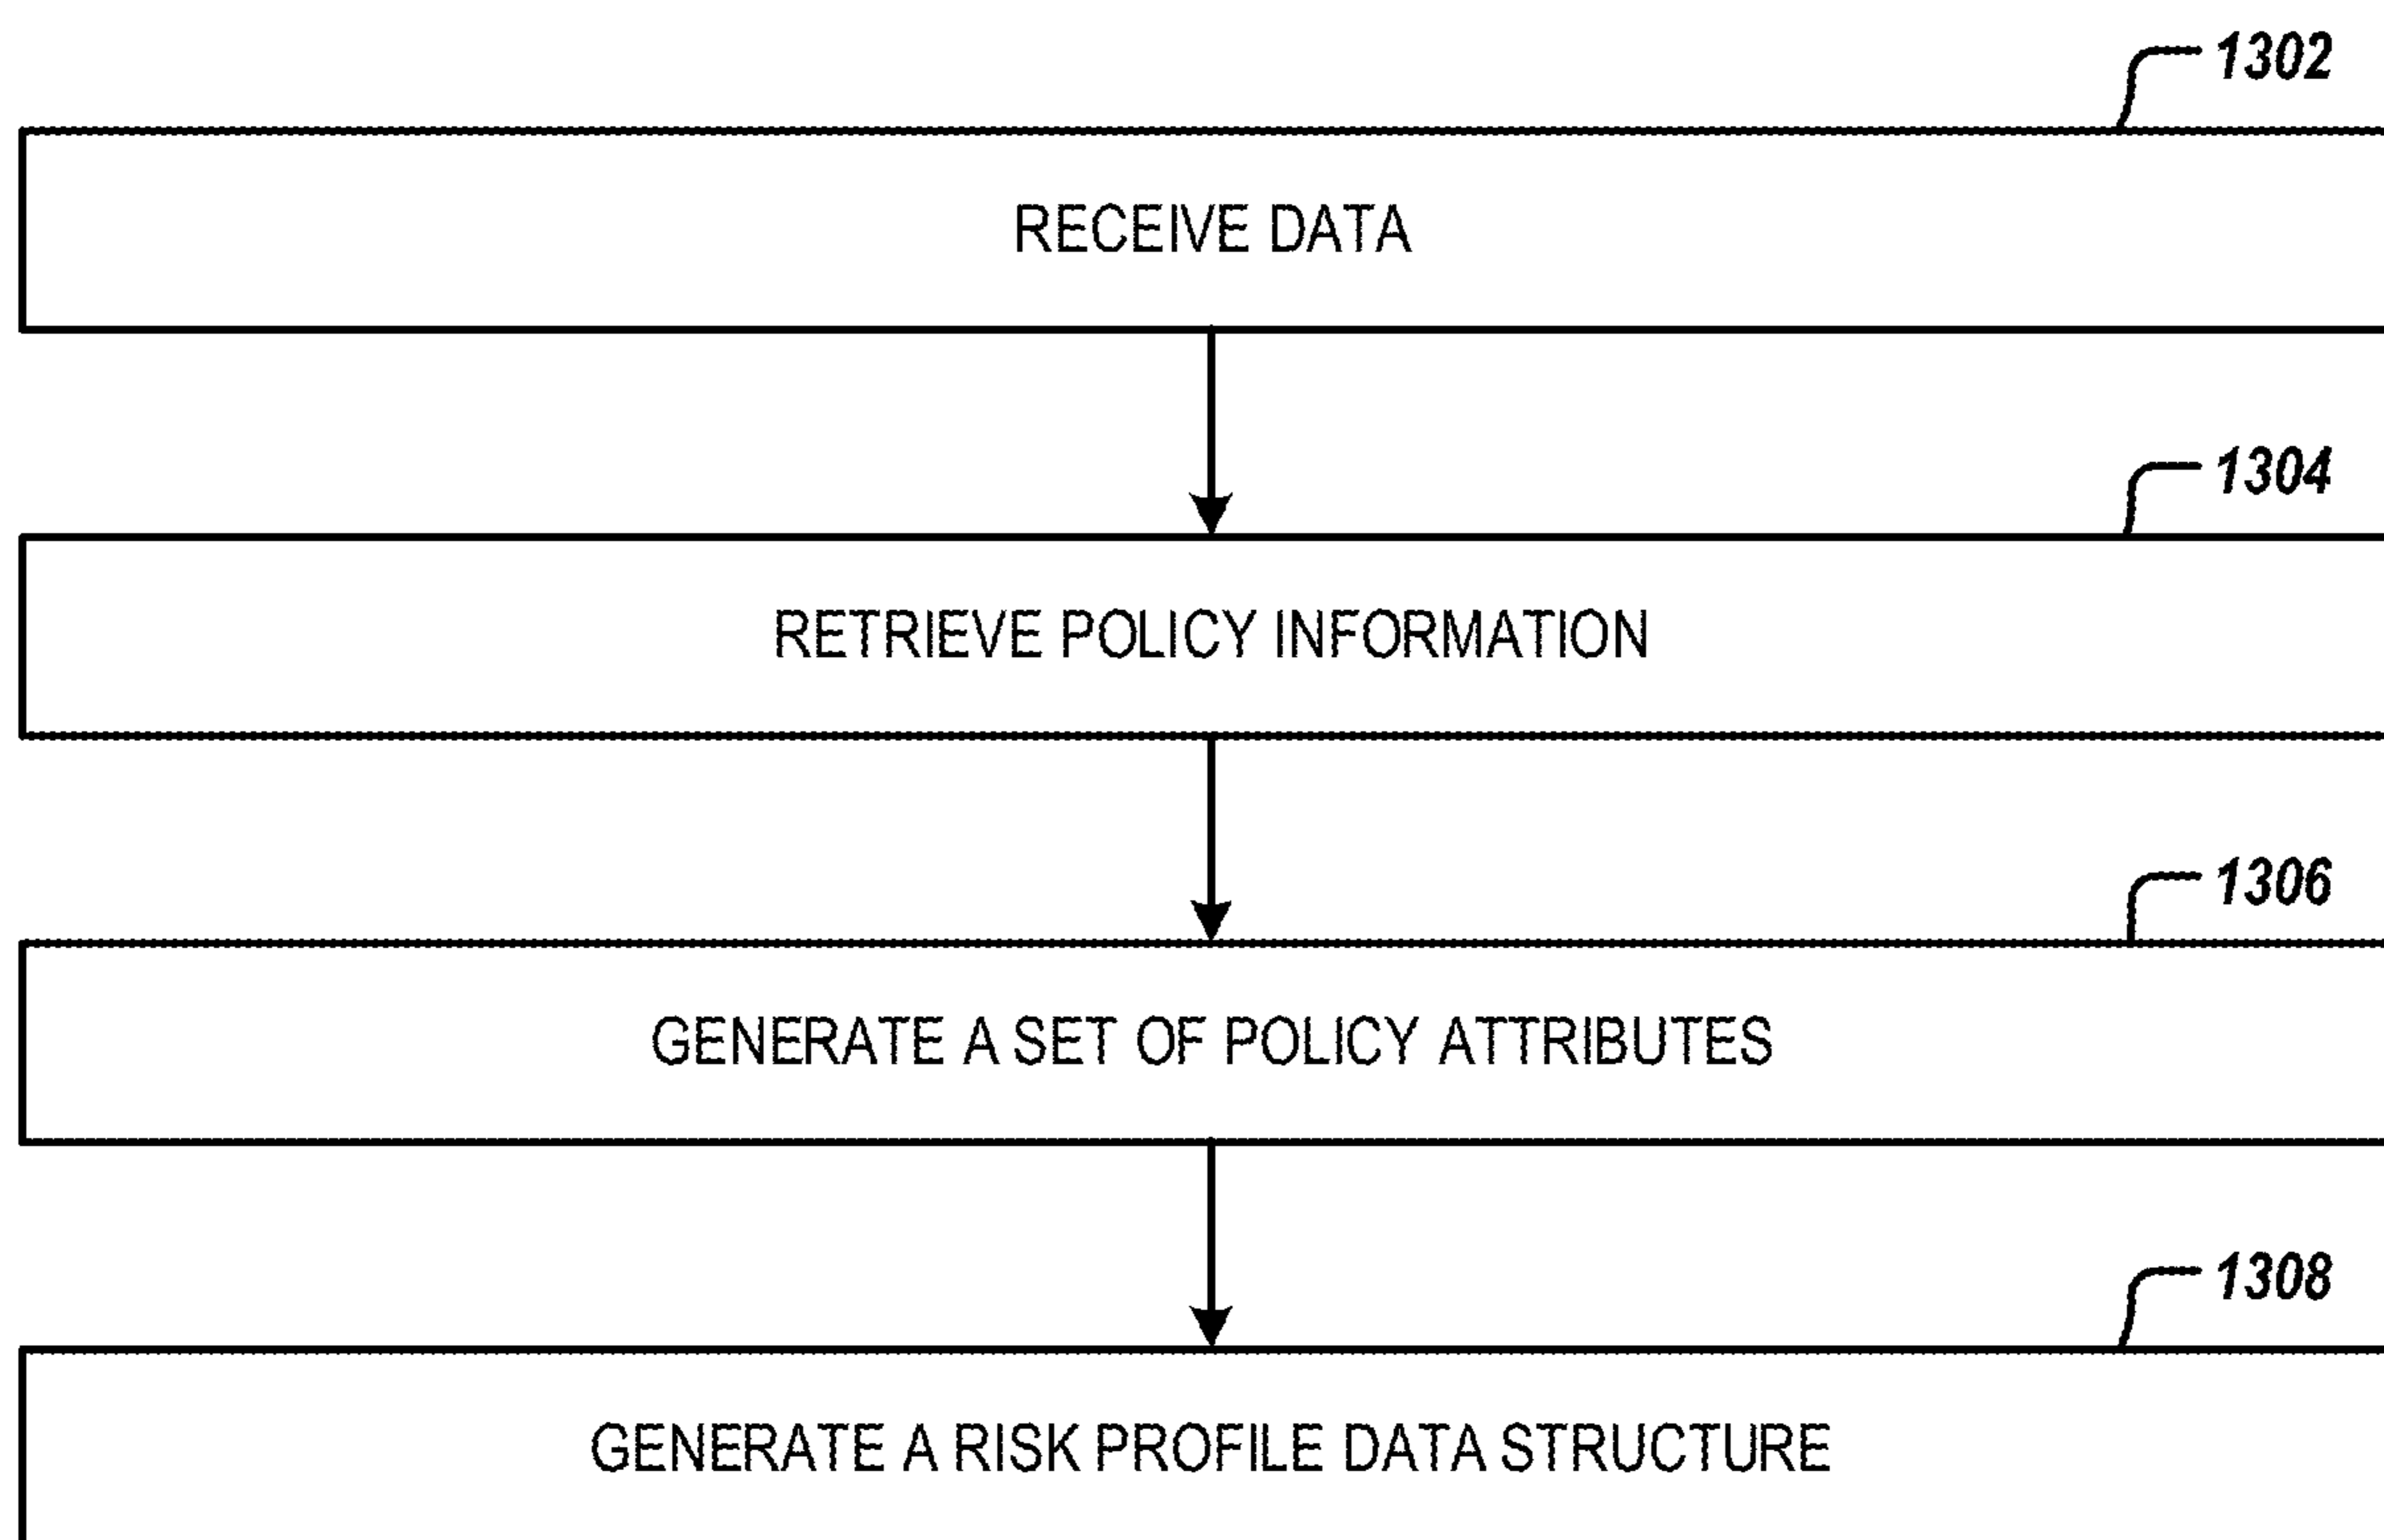 1302
RECEIVE DATA
1304
RETRIEVE POLICY INFORMATION
1306
GENERATE A SET OF POLICY ATTRIBUTES
1308
GENERATE A RISK PROFILE DATA STRUCTURE